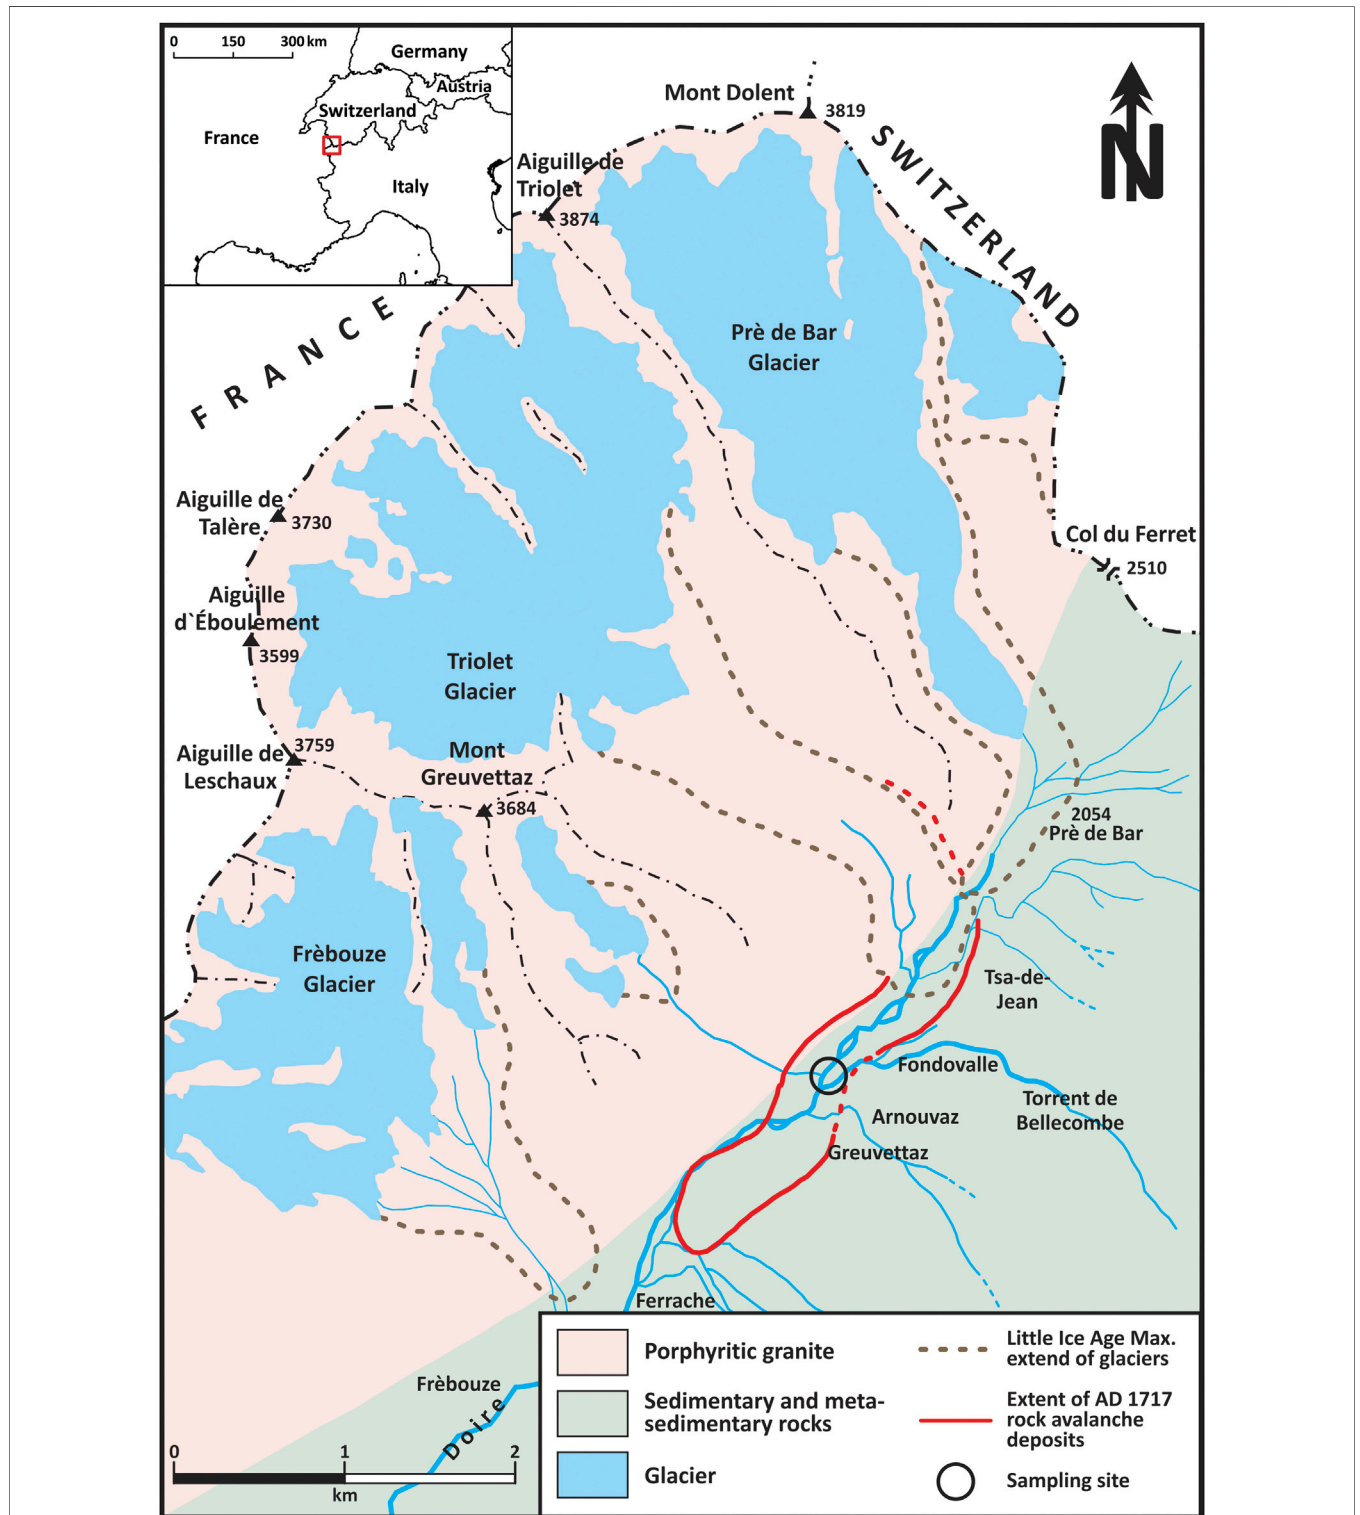 0 150 300 km
Germany
Austria
Switzerland
France
Italy
Mont Dolent
3819
N
SWITZERLAND
Aiguille de
Triolet
3874
FRANCE
Prè de Bar
Glacier
Aiguille de
Talère
3730
Col du Ferret
2510
Aiguille
d`Éboulement
3599
Triolet
Glacier
Aiguille de
Leschaux
3759
Mont
Greuvettaz
3684
2054
Prè de Bar
Frèbouze
Glacier
Tsa-de-
Jean
Fondovalle
Torrent de
Bellecombe
Arnouvaz
Greuvettaz
Ferrache
Frèbouze
Doire
0 1 2
km
Porphyritic granite
Sedimentary and meta-
sedimentary rocks
Glacier
Little Ice Age Max.
extend of glaciers
Extent of AD 1717
rock avalanche
deposits
Sampling site